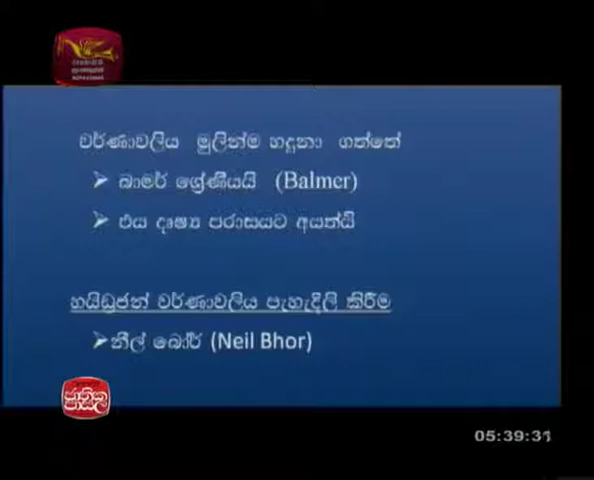 වර්ණාවලිය මුලින්ම හඳුනා ගත්තේ
➤ බාමර් ශ්‍රේණියයි (Balmer)
➤ එය දෘෂ්‍ය පරාසයට අයත්යි
හයිඩ්‍රජන් වර්ණාවලිය පැහැදිලි කිරීම
➤නීල් බෝර් (Neil Bhor)
ජාතික
පාසල
05:39:31